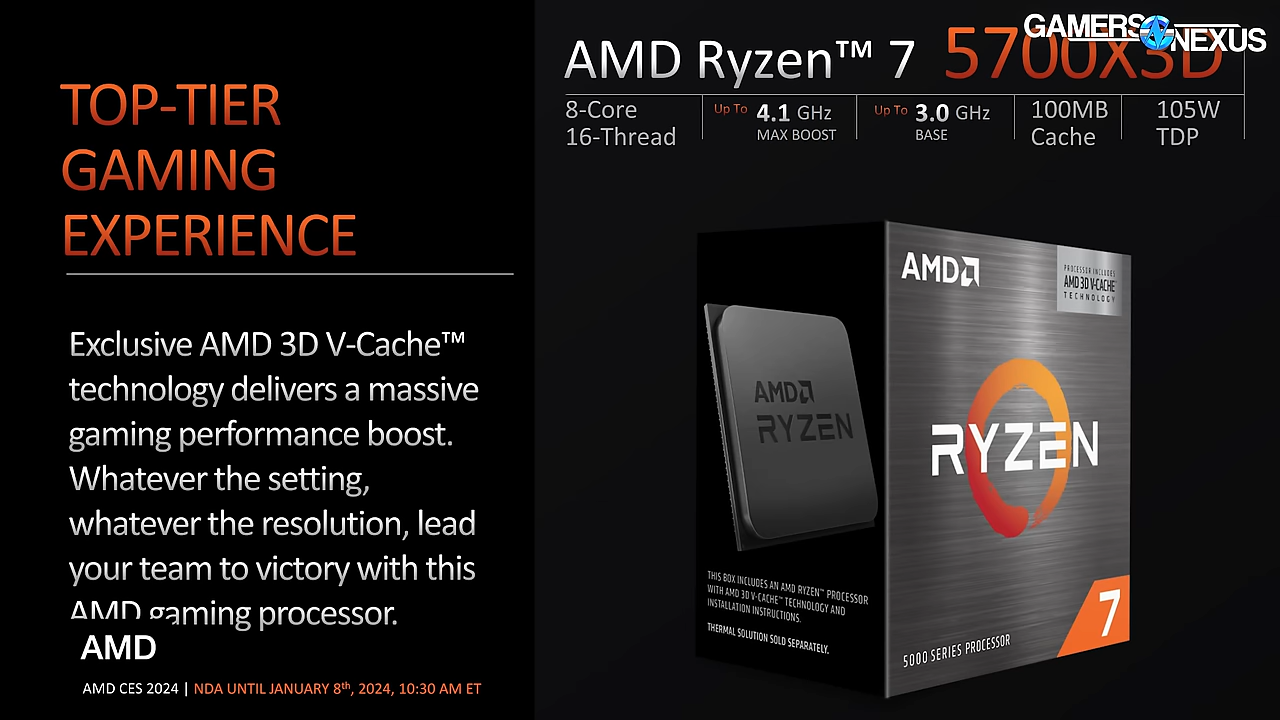 GAMERS NEXUS
TOP-TIER
GAMING
EXPERIENCE
Exclusive AMD 3D V-Cache™
technology delivers a massive
gaming performance boost.
Whatever the setting,
whatever the resolution, lead
your team to victory with this
AMD gaming processor.
AMD
AMD CES 2024 | NDA UNTIL JANUARY 8th, 2024, 10:30 AM ET
AMD Ryzen™ 7 5700X3D
8-Core
16-Thread
Up To 4.1 GHz
MAX BOOST
Up To 3.0 GHz
BASE
100MB
Cache
105W
TDP
AMD
RYZEN
THIS BOX INCLUDES AN AMD RYZEN™ PROCESSOR
WITH AMD 3D V-CACHE™ TECHNOLOGY AND
INSTALLATION INSTRUCTIONS.
THERMAL SOLUTION SOLD SEPARATELY.
AMD
PROCESSOR INCLUDES
AMD 3D V-CACHE™
TECHNOLOGY
RYZEN
7
5000 SERIES PROCESSOR